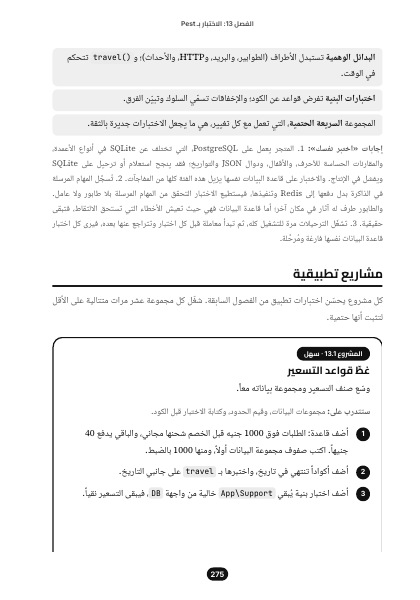 الفصل 13: الاختبار بـ Pest
البدائل الوهمية تستبدل الأطراف (الطوابير، والبريد، وHTTP، والأحداث)؛ و travel() تتحكم
في الوقت.
اختبارات البنية تفرض قواعد عن الكود؛ والإخفاقات تسمّي السلوك وتبيّن الفرق.
المجموعة السريعة الحتمية، التي تعمل مع كل تغيير، هي ما يجعل الاختبارات جديرة بالثقة.
إجابات «اختبر نفسك»: 1. المتجر يعمل على PostgreSQL، التي تختلف عن SQLite في أنواع الأعمدة،
والمقارنات الحساسة للأحرف، والأقفال، ودوال JSON والتواريخ؛ فقد ينجح استعلام أو ترحيل على SQLite
ويفشل في الإنتاج. والاختبار على قاعدة البيانات نفسها يزيل هذه الفئة كلها من المفاجآت. 2. تُسجَّل المهام المرسلة
في الذاكرة بدل دفعها إلى Redis وتنفيذها، فيستطيع الاختبار التحقق من المهام المرسلة بلا طابور ولا عامل.
والطابور طرف له آثار في مكان آخر؛ أما قاعدة البيانات فهي حيث تعيش الأخطاء التي تستحق الالتقاط، فتبقى
حقيقية. 3. تشغّل الترحيلات مرة للتشغيل كله، ثم تبدأ معاملة قبل كل اختبار وتتراجع عنها بعده، فيرى كل اختبار
قاعدة البيانات نفسها فارغة ومُرحَّلة.
مشاريع تطبيقية
كل مشروع يحسّن اختبارات تطبيق من الفصول السابقة. شغّل كل مجموعة عشر مرات متتالية على الأقل
لتثبت أنها حتمية.
المشروع 13.1 · سهل
غطِّ قواعد التسعير
وسّع صنف التسعير ومجموعة بياناته معاً.
ستتدرب على: مجموعات البيانات، وقيم الحدود، وكتابة الاختبار قبل الكود.
1 أضف قاعدة: الطلبات فوق 1000 جنيه قبل الخصم شحنها مجاني، والباقي يدفع 40
جنيهاً. اكتب صفوف مجموعة البيانات أولاً، ومنها 1000 بالضبط.
2 أضف أكواداً تنتهي في تاريخ، واختبرها بـ travel على جانبي التاريخ.
3 أضف اختبار بنية يُبقي App\Support خالية من واجهة DB، فيبقى التسعير نقياً.
275